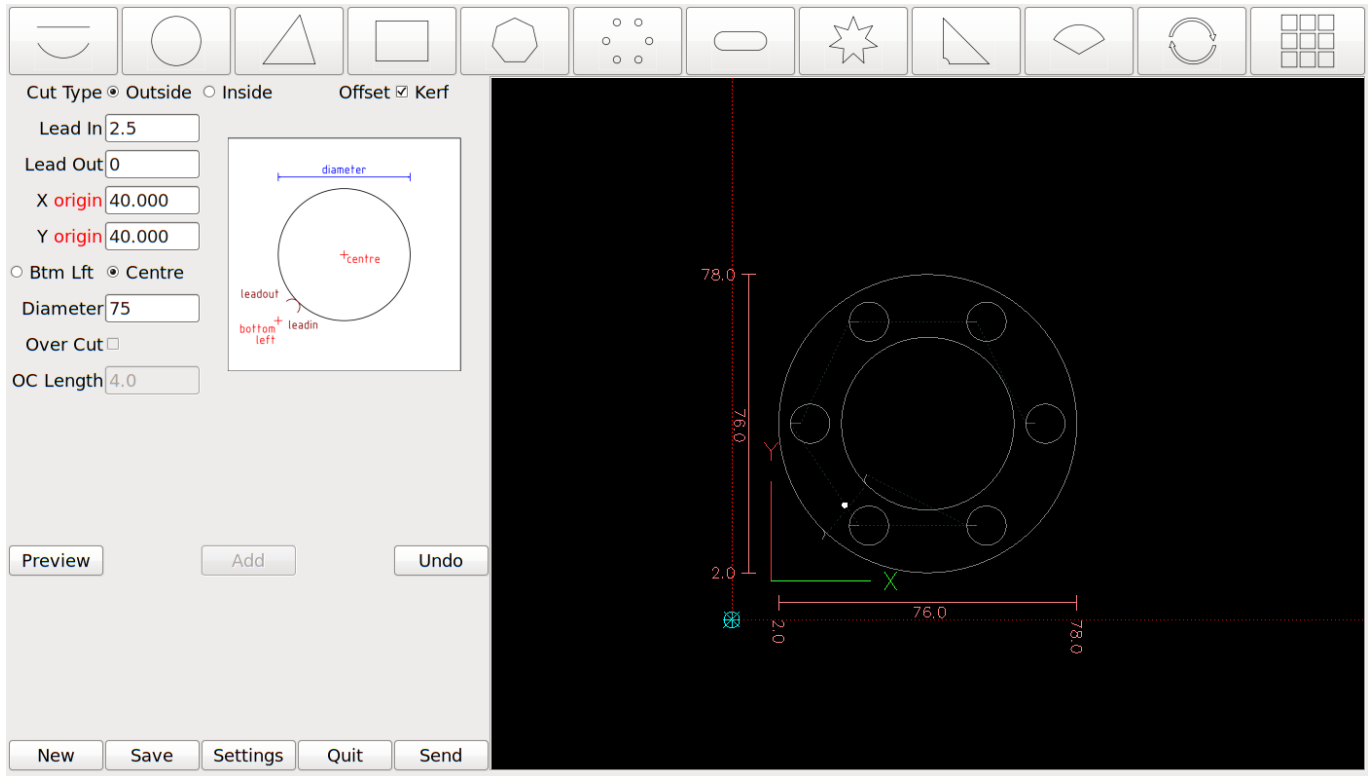 Cut Type Outside Inside Offset Kerf
Lead In 2.5
Lead Out 0
X origin 40.000
Y origin 40.000
Btm Lft Centre
Diameter 75
Over Cut
OC Length 4.0
diameter
centre
leadout
leadin
bottom
left
Preview Add Undo
New Save Settings Quit Send
78.0
76.0
Y
2.0
X
76.0
2.0
78.0